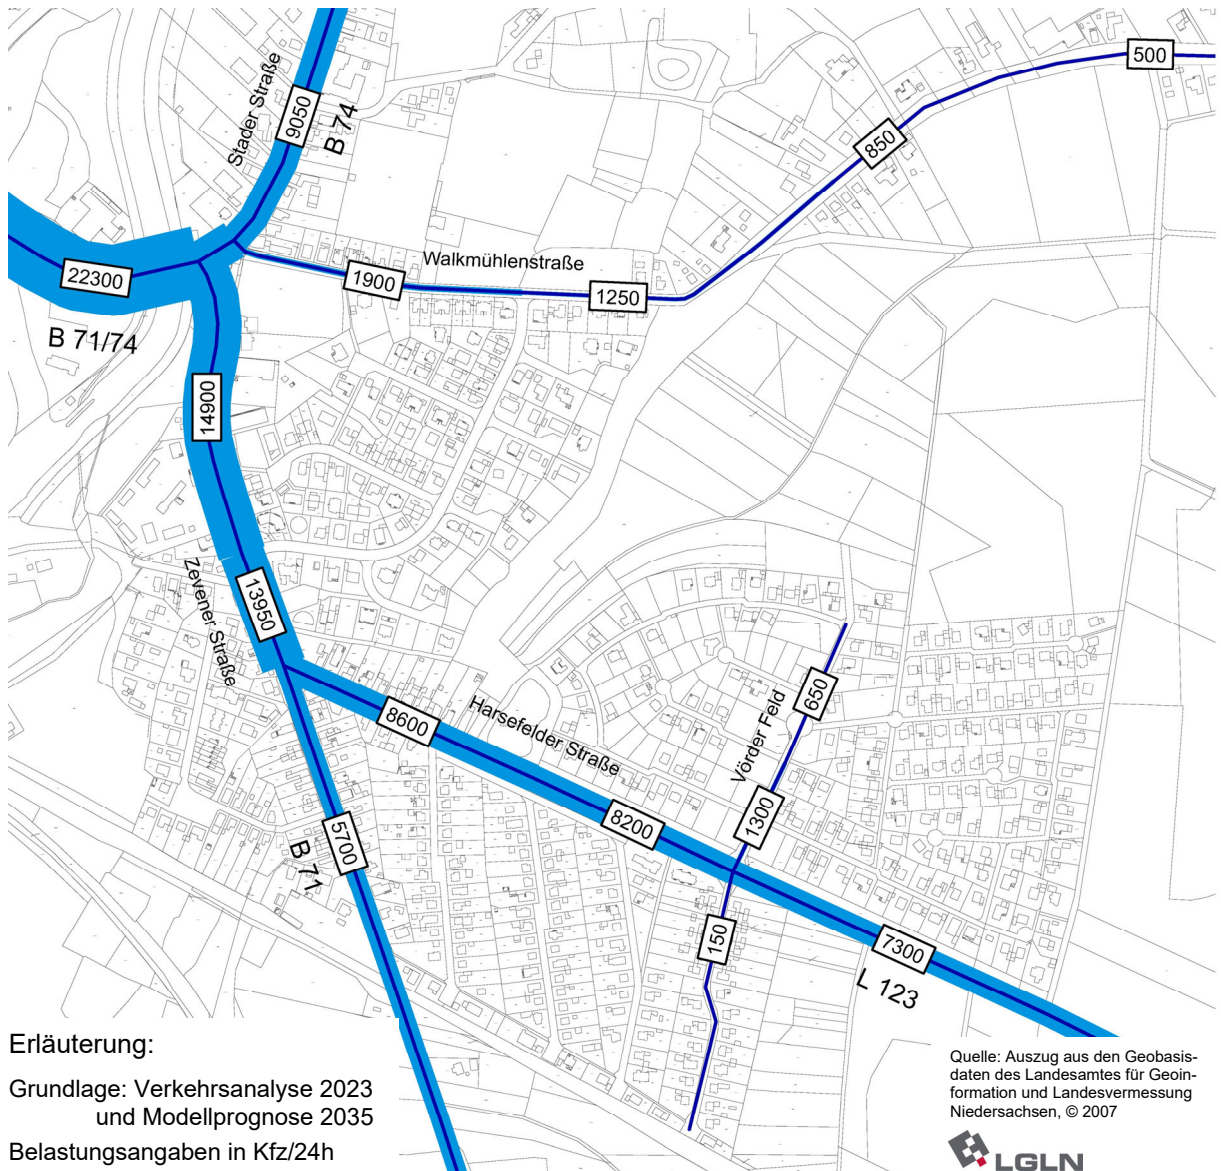 500
9050
Stader Straße
B 74
850
Walkmühlenstraße
22300
1900
1250
B 71/74
14900
13950
Zevener Straße
650
8600
Harsefelder Straße
Vörder Feld
1300
8200
5700
B 71
150
7300
L 123
Erläuterung:
Grundlage: Verkehrsanalyse 2023
und Modellprognose 2035
Belastungsangaben in Kfz/24h
Quelle: Auszug aus den Geobasis-
daten des Landesamtes für Geoin-
formation und Landesvermessung
Niedersachsen, © 2007
LGLN